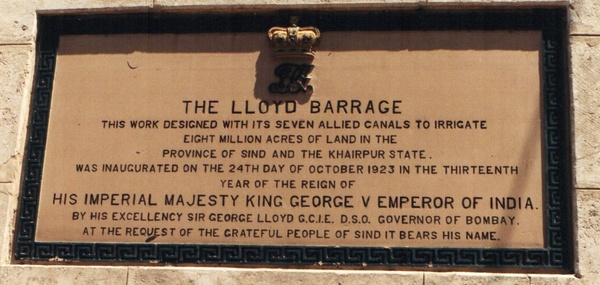 THE LLOYD BARRAGE
THIS WORK DESIGNED WITH ITS SEVEN ALLIED CANALS TO IRRIGATE
EIGHT MILLION ACRES OF LAND IN THE
PROVINCE OF SIND AND THE KHAIRPUR STATE.
WAS INAUGURATED ON THE 24TH DAY OF OCTOBER 1923 IN THE THIRTEENTH
YEAR OF THE REIGN OF
HIS IMPERIAL MAJESTY KING GEORGE V EMPEROR OF INDIA.
BY HIS EXCELLENCY SIR GEORGE LLOYD G.C.I.E. D.S.O. GOVERNOR OF BOMBAY.
AT THE REQUEST OF THE GRATEFUL PEOPLE OF SIND IT BEARS HIS NAME.